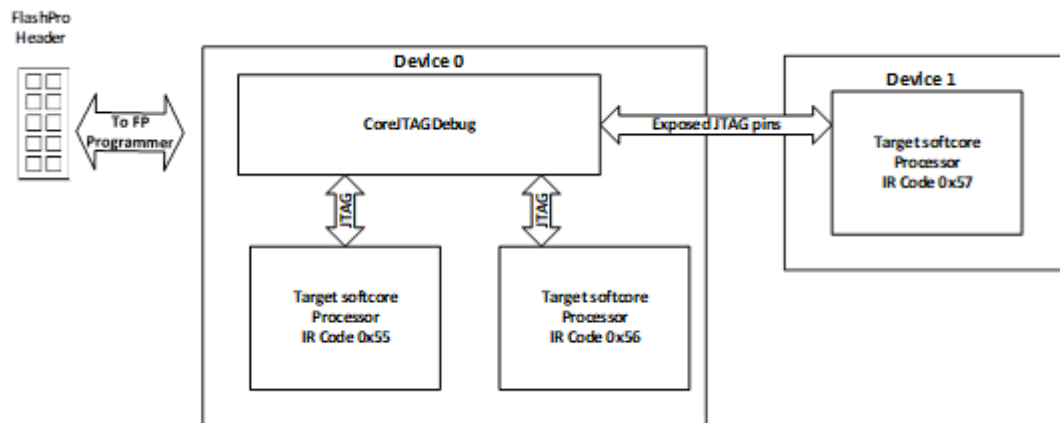 FlashPro
Header
To FP
Programmer
Device 0
CoreJTAGDebug
Exposed JTAG pins
Device 1
Target softcore
Processor
IR Code 0x57
JTAG
JTAG
Target softcore
Processor
IR Code 0x55
Target softcore
Processor
IR Code 0x56